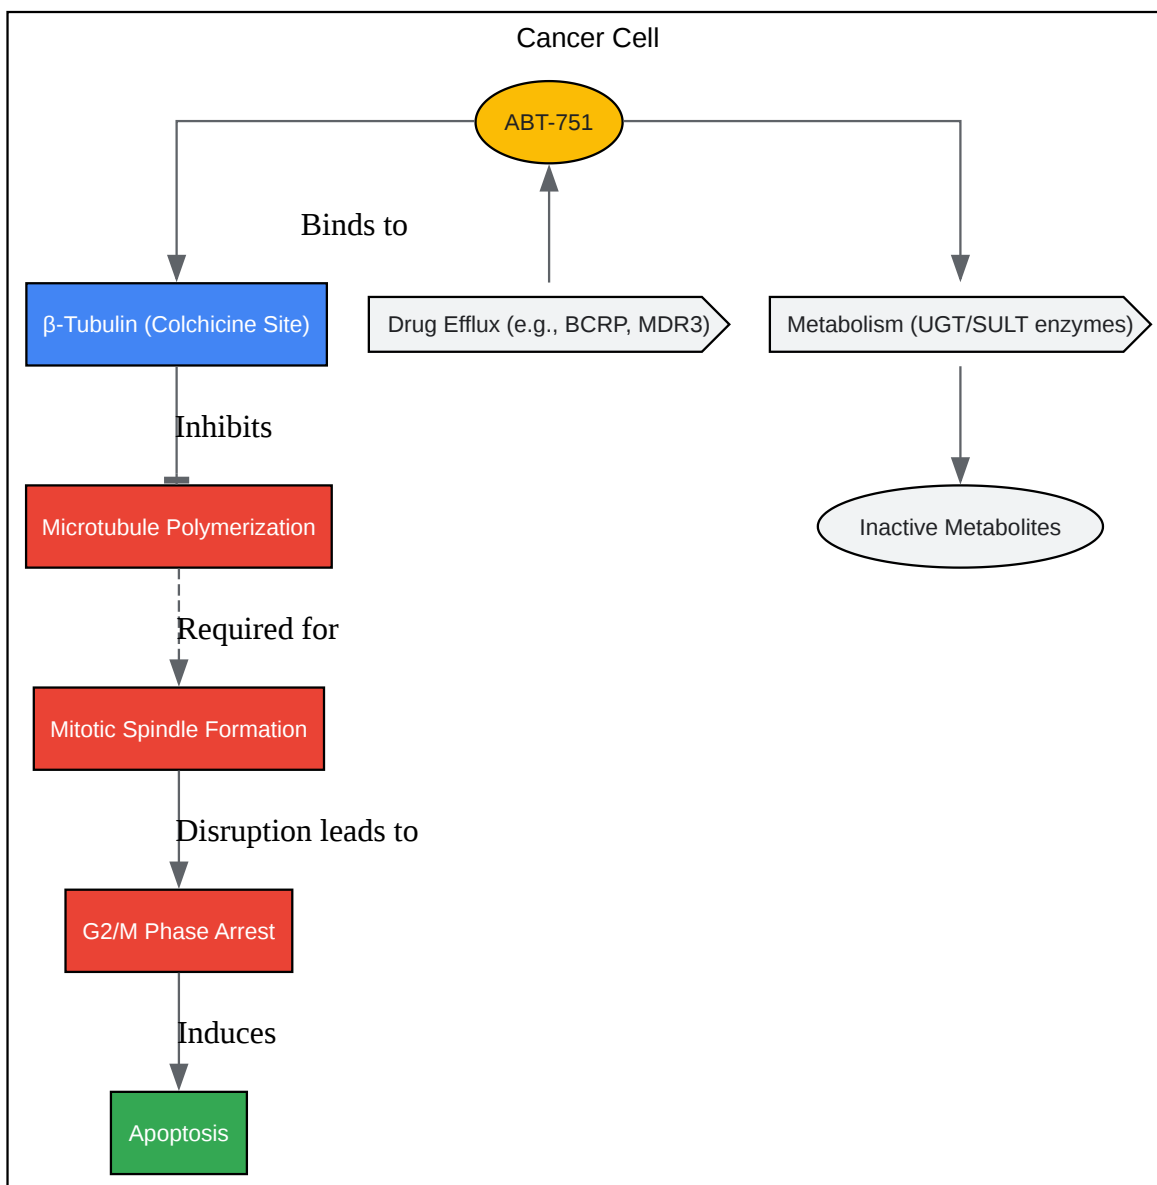 Cancer Cell
ABT-751
Binds to
β-Tubulin (Colchicine Site)
Drug Efflux (e.g., BCRP, MDR3)
Metabolism (UGT/SULT enzymes)
Inhibits
Microtubule Polymerization
Inactive Metabolites
Required for
Mitotic Spindle Formation
Disruption leads to
G2/M Phase Arrest
Induces
Apoptosis